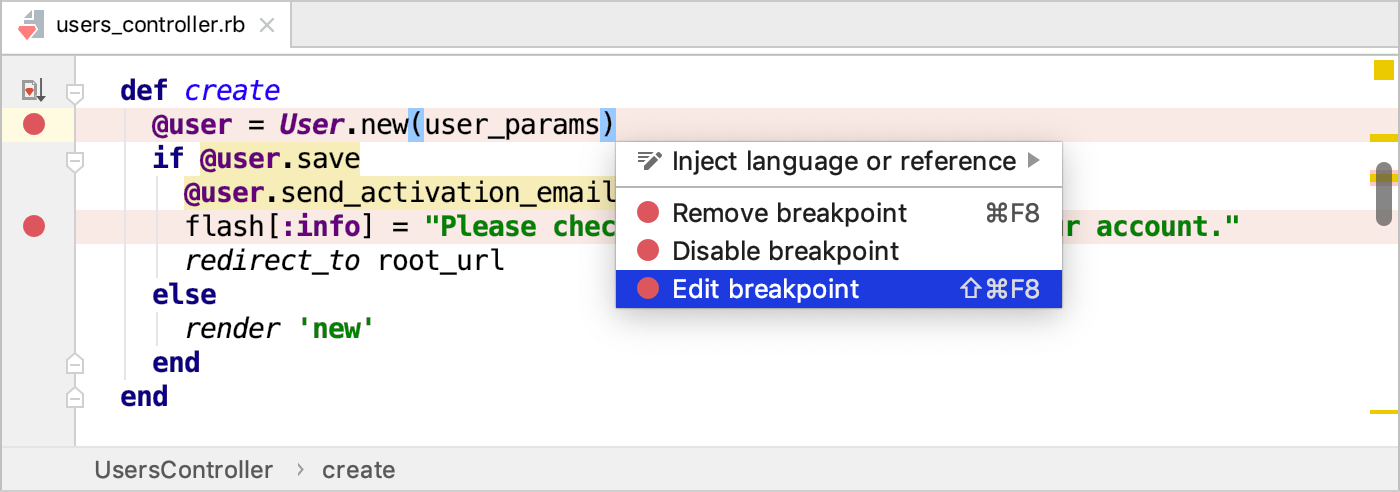 users_controller.rb
def create
@user = User.new(user_params)
if @user.save
@user.send_activation_email
flash[:info] = "Please chec r account."
redirect_to root_url
else
render 'new'
end
end
Inject language or reference
Remove breakpoint ⌘F8
Disable breakpoint
Edit breakpoint ⇧⌘F8
UsersController › create